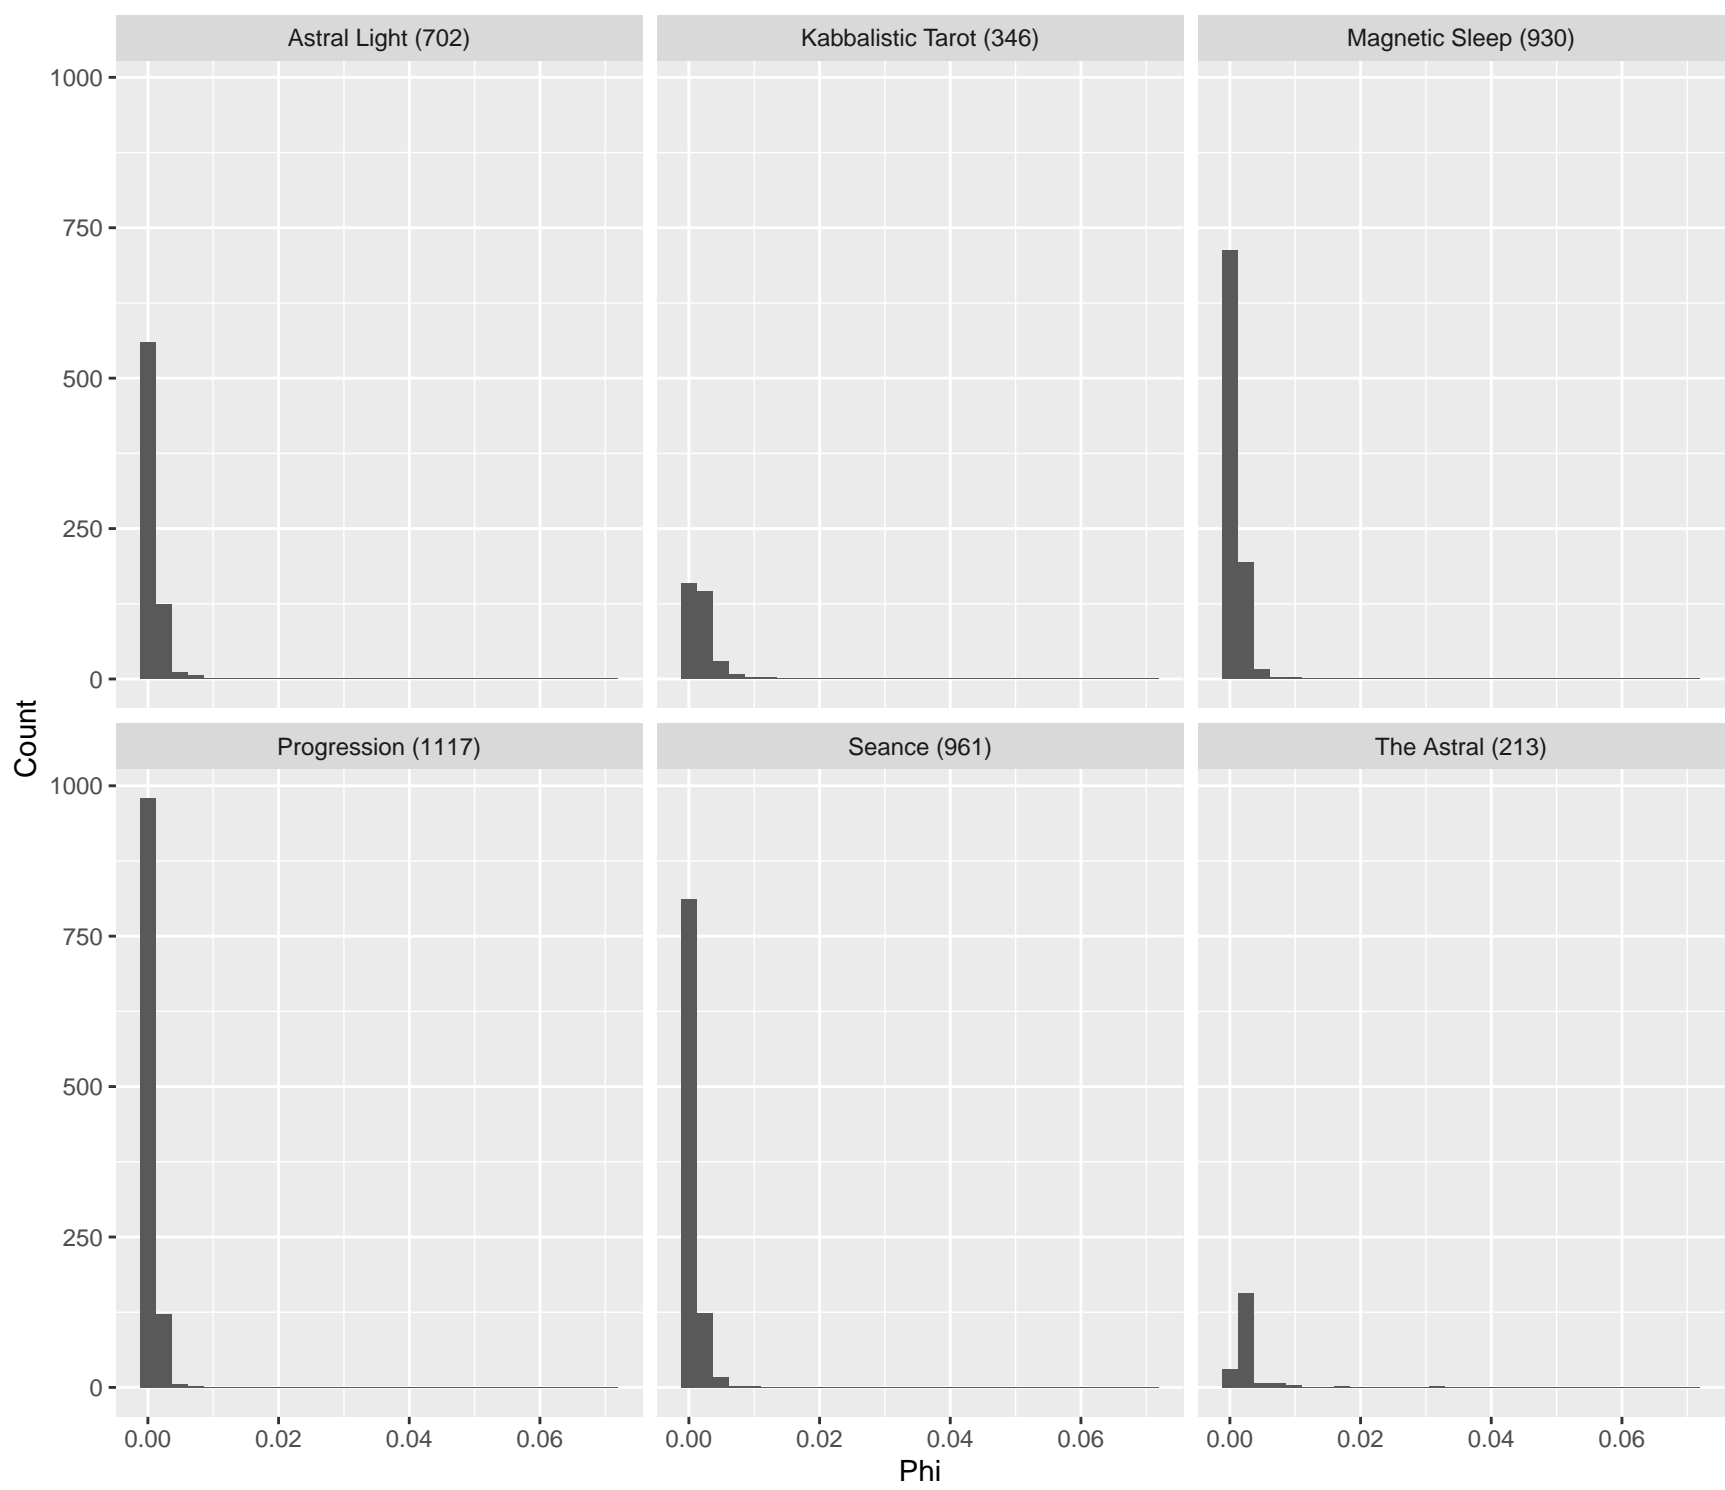 Astral Light (702)
Kabbalistic Tarot (346)
Magnetic Sleep (930)
1000
750
500
250
0
Count
Progression (1117)
Seance (961)
The Astral (213)
1000
750
500
250
0
0.00 0.02 0.04 0.06
0.00 0.02 0.04 0.06
0.00 0.02 0.04 0.06
Phi